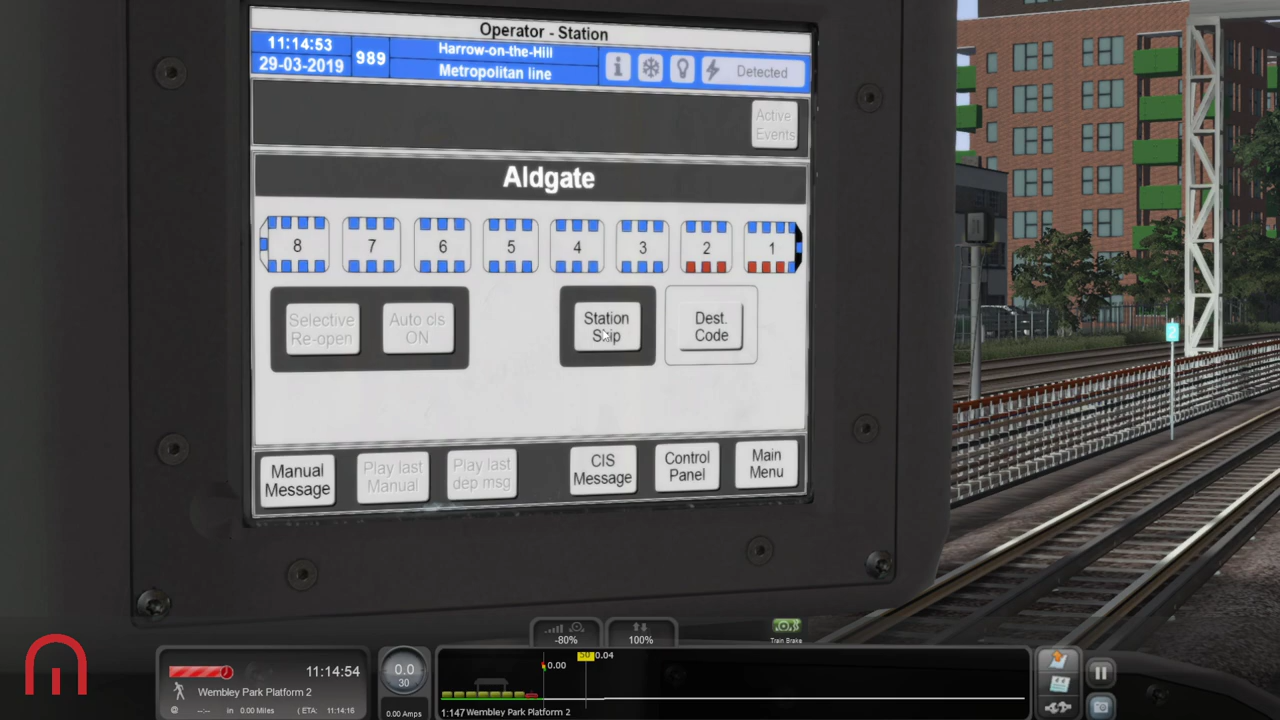 Operator - Station
11:14:53
29-03-2019
989
Harrow-on-the-Hill
Metropolitan line
Detected
Active
Events
Aldgate
8 7 6 5 4 3 2 1
Selective
Re-open
Auto cls
ON
Station
Skip
Dest.
Code
Manual
Message
Play last
Manual
Play last
dep msg
CIS
Message
Control
Panel
Main
Menu
2
-80%
100%
Train Brake
11:14:54
Wembley Park Platform 2
--:-- in 0.00 Miles ( ETA: 11:14:16
0.0
30
0.00 Amps
0.00
50
0.04
1:147 Wembley Park Platform 2